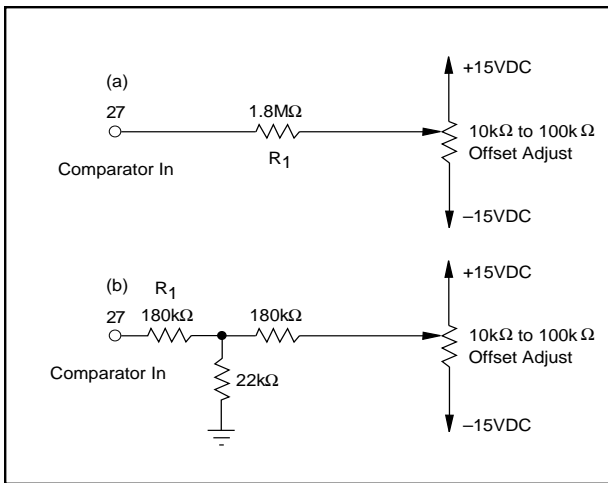 (a)
+15VDC
27
1.8MΩ
R1
10kΩ to 100k Ω
Offset Adjust
Comparator In
–15VDC
(b)
+15VDC
R1
27
180kΩ
180kΩ
10kΩ to 100k Ω
Offset Adjust
Comparator In
22kΩ
–15VDC